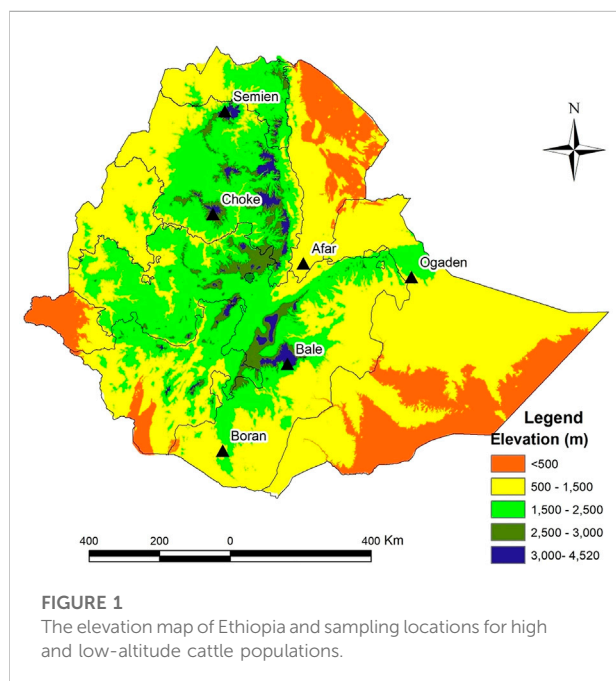 Semien
N
Choke
Afar
Ogaden
Bale
Boran
Legend
Elevation (m)
<500
500 - 1,500
1,500 - 2,500
2,500 - 3,000
3,000- 4,520
400 200 0 400 Km
FIGURE 1
The elevation map of Ethiopia and sampling locations for high
and low-altitude cattle populations.